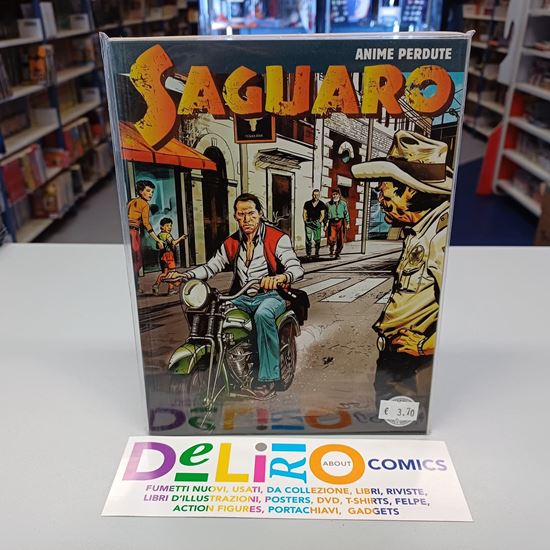 ANIME PERDUTE
SAGUARO
€ 3.70
DELIRIO
DeLiRiO ABOUT COMICS
FUMETTI NUOVI, USATI, DA COLLEZIONE, LIBRI, RIVISTE,
LIBRI D'ILLUSTRAZIONI, POSTERS, DVD, T-SHIRTS, FELPE,
ACTION FIGURES, PORTACHIAVI, GADGETS